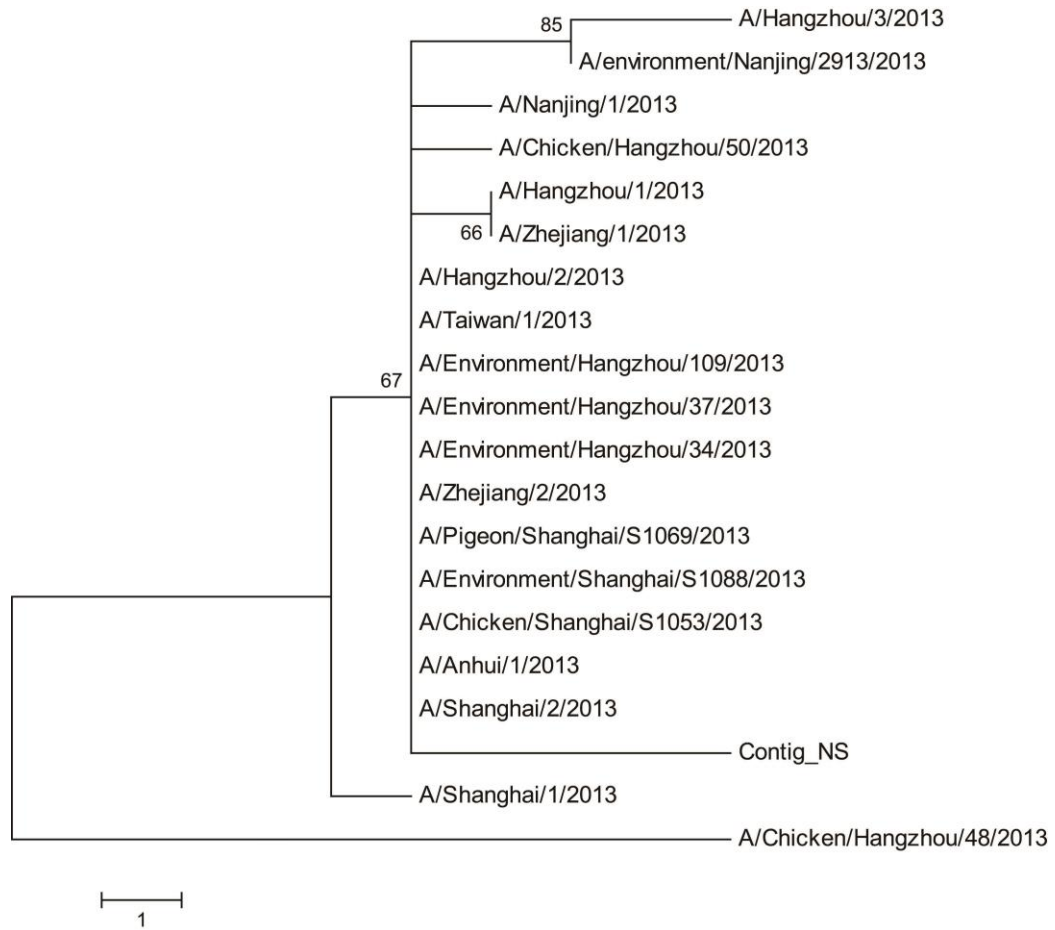 A/Hangzhou/3/2013
85
A/environment/Nanjing/2913/2013
A/Nanjing/1/2013
A/Chicken/Hangzhou/50/2013
A/Hangzhou/1/2013
66
A/Zhejiang/1/2013
A/Hangzhou/2/2013
A/Taiwan/1/2013
A/Environment/Hangzhou/109/2013
67
A/Environment/Hangzhou/37/2013
A/Environment/Hangzhou/34/2013
A/Zhejiang/2/2013
A/Pigeon/Shanghai/S1069/2013
A/Environment/Shanghai/S1088/2013
A/Chicken/Shanghai/S1053/2013
A/Anhui/1/2013
A/Shanghai/2/2013
Contig_NS
A/Shanghai/1/2013
A/Chicken/Hangzhou/48/2013
1